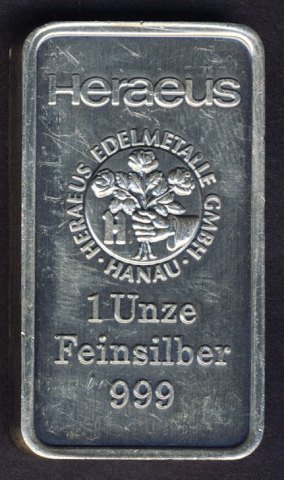 Heraeus
HERAEUS EDELMETALLE GMBH
· HANAU ·
H
1 Unze
Feinsilber
999